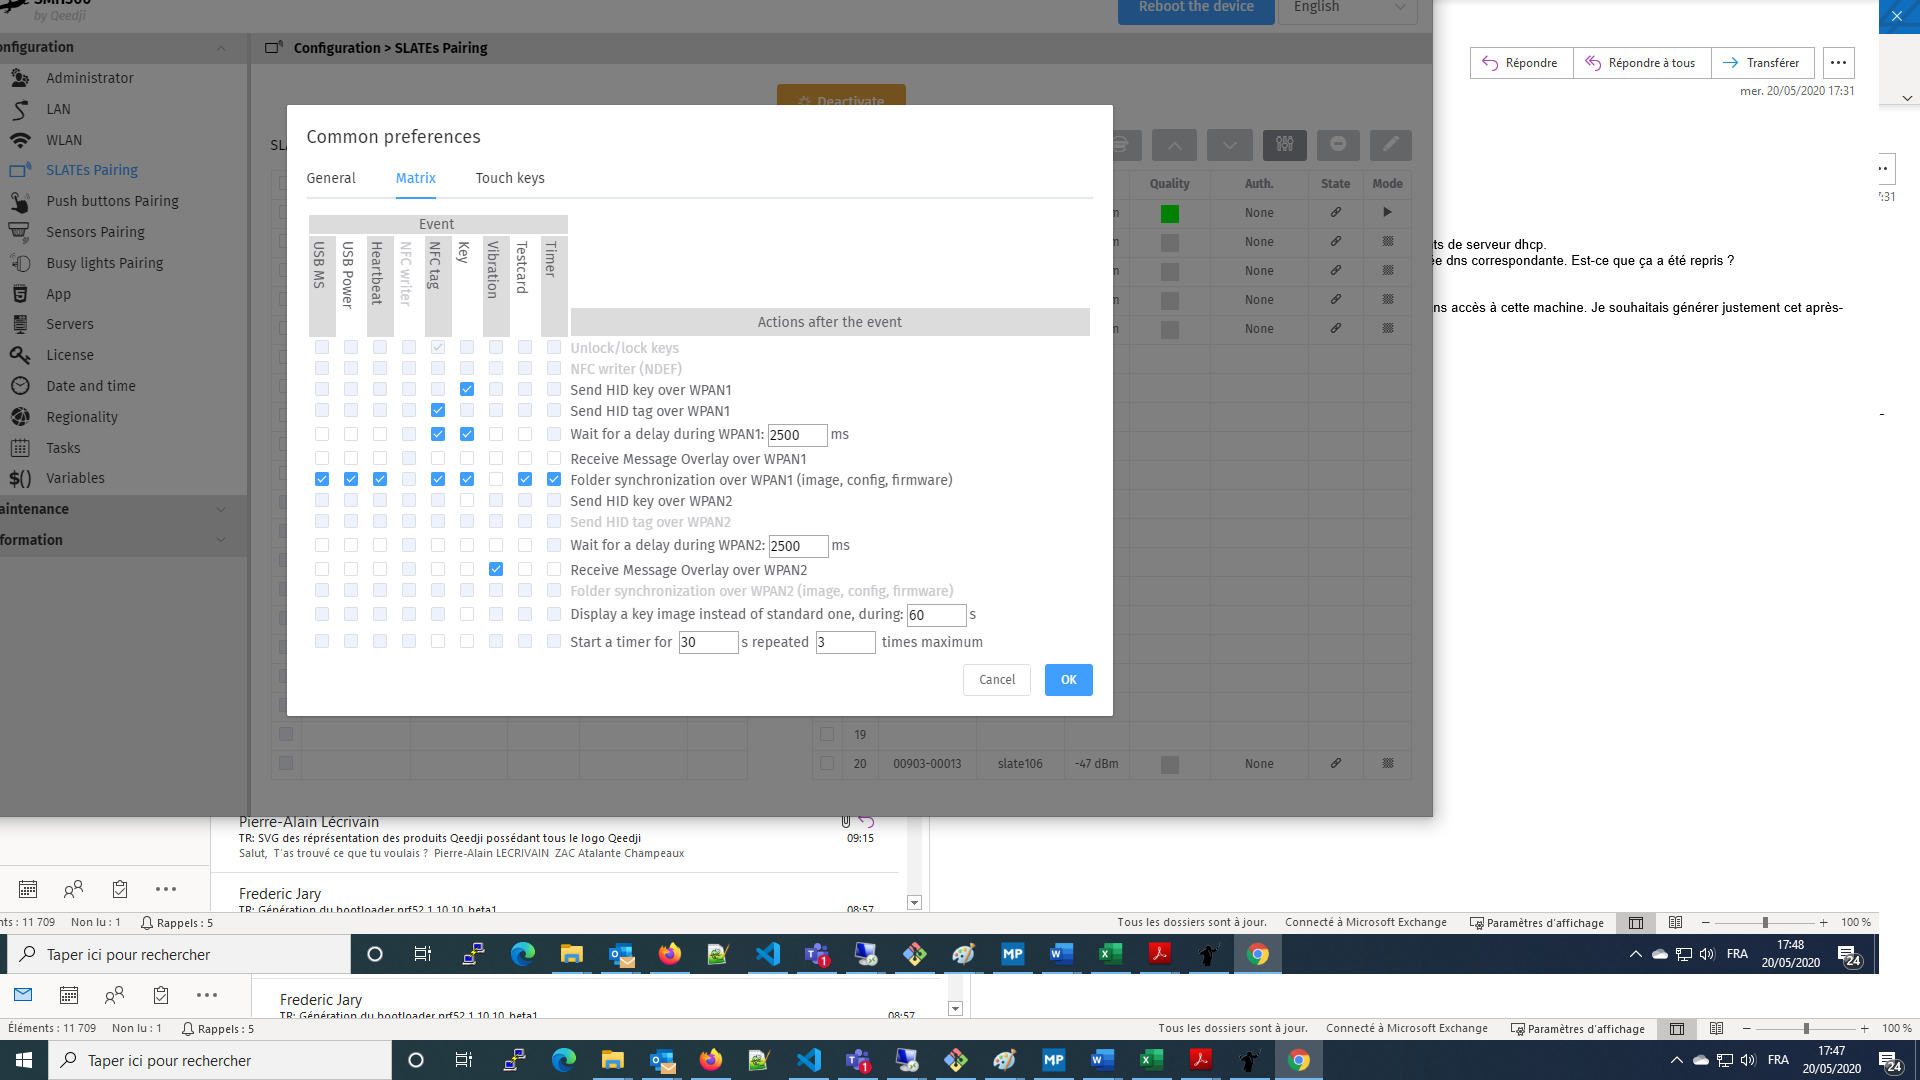 by Qeedji
Reboot the device
English
onfiguration
Configuration > SLATEs Pairing
Administrator
LAN
WLAN
SLATEs Pairing
Push buttons Pairing
Sensors Pairing
Busy lights Pairing
App
Servers
License
Date and time
Regionality
Tasks
Variables
aintenance
formation
Deactivate
SL
Quality
Auth.
State
Mode
None
None
None
None
None
Common preferences
General
Matrix
Touch keys
Event
USB MS
USB Power
Heartbeat
NFC writer
NFC tag
Key
Vibration
Testcard
Timer
Actions after the event
Unlock/lock keys
NFC writer (NDEF)
Send HID key over WPAN1
Send HID tag over WPAN1
Wait for a delay during WPAN1: 2500 ms
Receive Message Overlay over WPAN1
Folder synchronization over WPAN1 (image, config, firmware)
Send HID key over WPAN2
Send HID tag over WPAN2
Wait for a delay during WPAN2: 2500 ms
Receive Message Overlay over WPAN2
Folder synchronization over WPAN2 (image, config, firmware)
Display a key image instead of standard one, during: 60 s
Start a timer for 30 s repeated 3 times maximum
Cancel
OK
19
20 00903-00013 slate106 -47 dBm None
Répondre
Répondre à tous
Transférer
mer. 20/05/2020 17:31
7:31
ts de serveur dhcp.
ée dns correspondante. Est-ce que ça a été repris ?
ns accès à cette machine. Je souhaitais générer justement cet après-
Pierre-Alain Lécrivain
TR: SVG des réprésentation des produits Qeedji possédant tous le logo Qeedji 09:15
Salut, T'as trouvé ce que tu voulais ? Pierre-Alain LECRIVAIN ZAC Atalante Champeaux
Frederic Jary
TR: Génération du bootloader nrf52 1.10.10_beta1 08:57
nts : 11 709 Non lu : 1 Rappels : 5
Tous les dossiers sont à jour. Connecté à Microsoft Exchange Paramètres d'affichage 100 %
Taper ici pour rechercher
MP
1
FRA
17:48
20/05/2020
24
Frederic Jary
TR: Génération du bootloader nrf52 1.10.10_beta1 08:57
Éléments : 11 709 Non lu : 1 Rappels : 5
Tous les dossiers sont à jour. Connecté à Microsoft Exchange Paramètres d'affichage 100 %
Taper ici pour rechercher
MP
1
FRA
17:47
20/05/2020
24